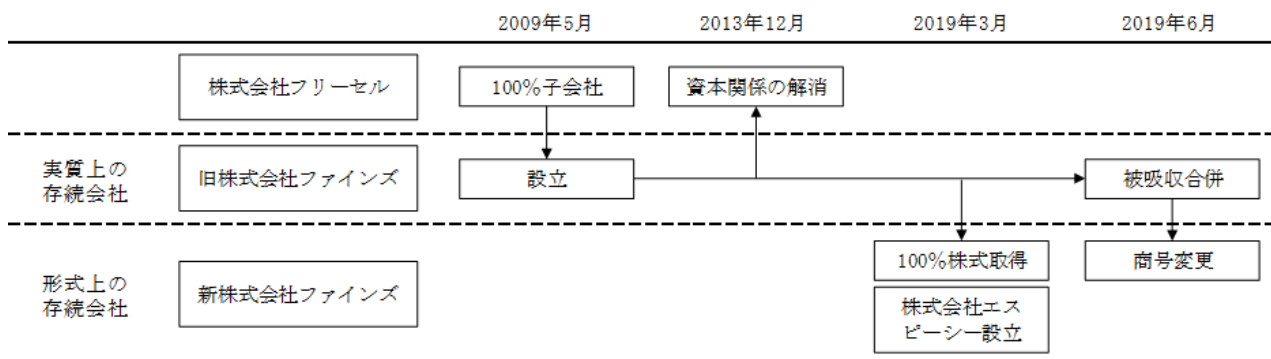 2009年5月 2013年12月 2019年3月 2019年6月
株式会社フリーセル 100%子会社 資本関係の解消
実質上の
存続会社
旧株式会社ファインズ 設立 被吸収合併
形式上の
存続会社
新株式会社ファインズ
100%株式取得 商号変更
株式会社エス
ピーシー設立